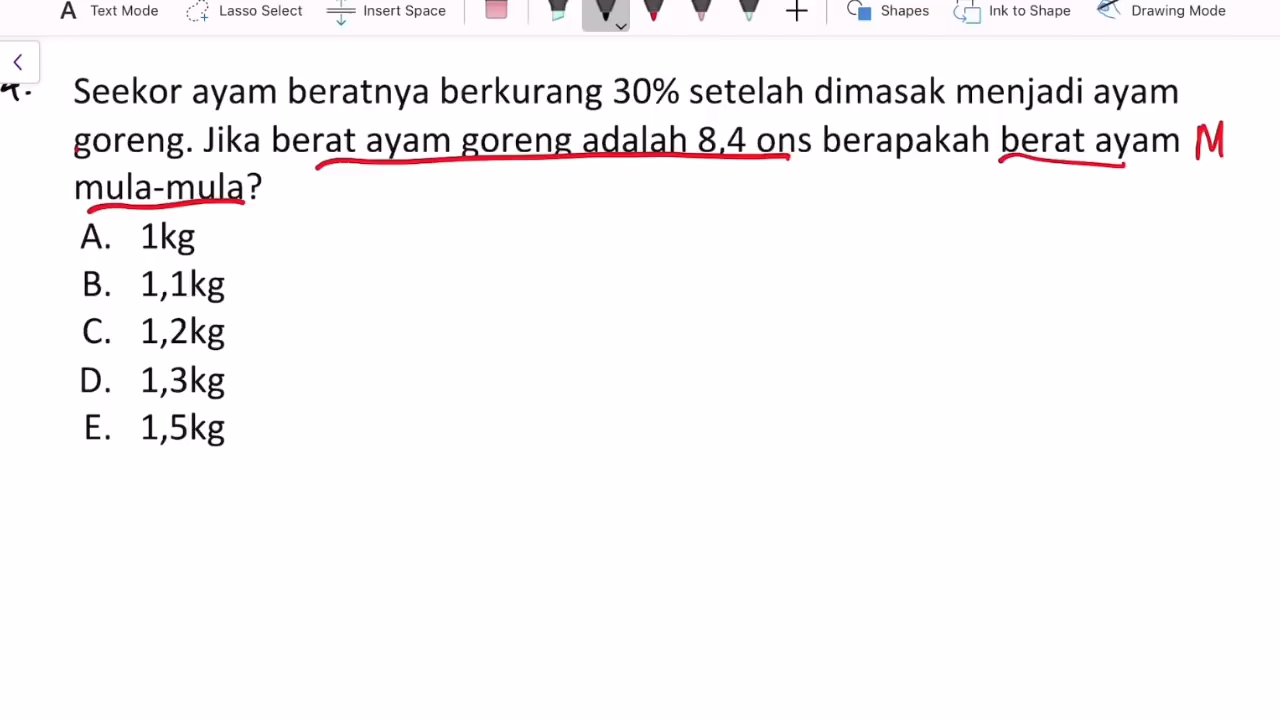 Text Mode Lasso Select Insert Space Shapes Ink to Shape Drawing Mode
Seekor ayam beratnya berkurang 30% setelah dimasak menjadi ayam
goreng. Jika berat ayam goreng adalah 8,4 ons berapakah berat ayam M
mula-mula?
A. 1kg
B. 1,1kg
C. 1,2kg
D. 1,3kg
E. 1,5kg